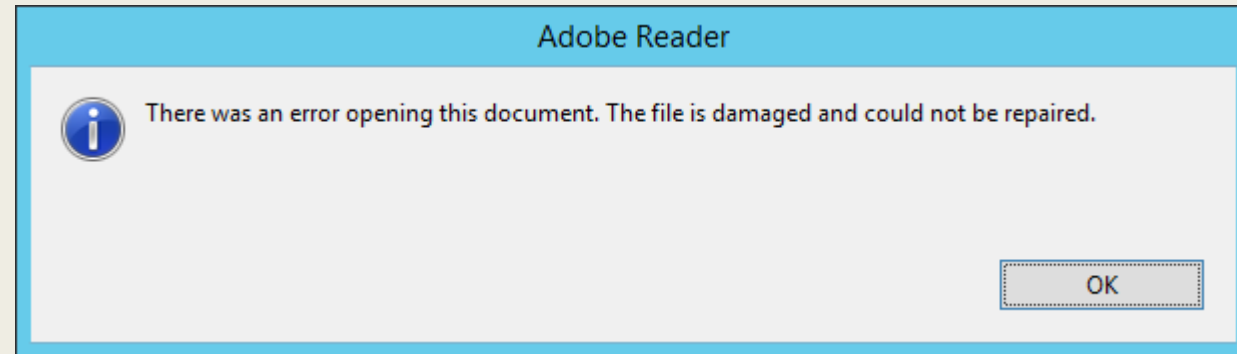 Adobe Reader
There was an error opening this document. The file is damaged and could not be repaired.
OK